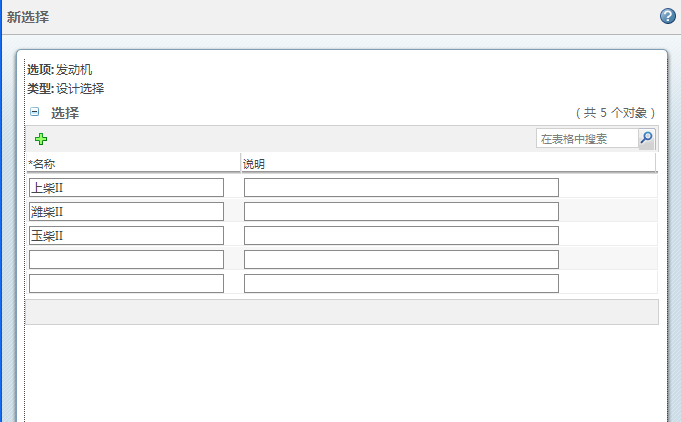 新选择
选项: 发动机
类型: 设计选择
选择 ( 共 5 个对象 )
在表格中搜索
*名称 说明
上柴II
潍柴II
玉柴II